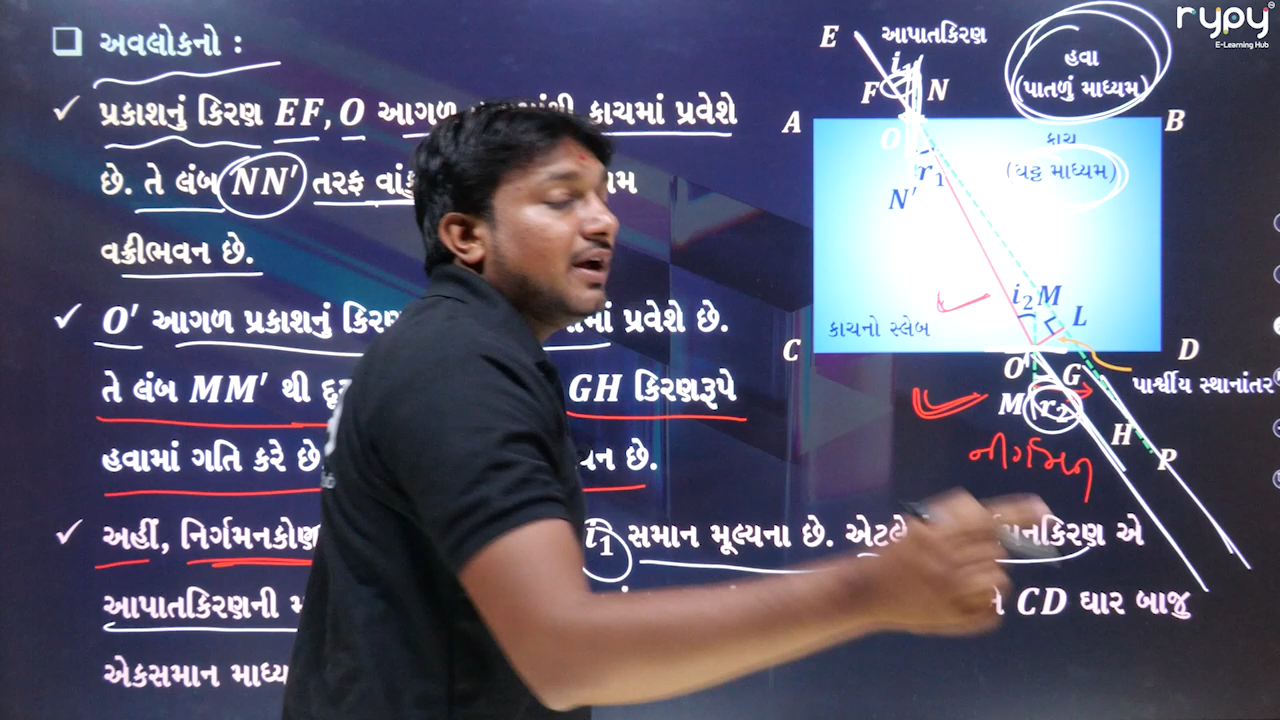 rypy
E-Learning Hub
અવલોકનો :
✓ પ્રકાશનું કિરણ EF, O આગળ કાચમાં પ્રવેશે
છે. તે લંબ NN′ તરફ
વક્રીભવન છે.
✓ O′ આગળ પ્રકાશનું કિરણ પ્રવેશે છે.
તે લંબ MM′ થી GH કિરણરૂપે
હવામાં ગતિ કરે છે છે.
✓ અહીં, નિર્ગમનકોણ i₁ સમાન મૂલ્યના છે. એટલે એ
આપાતકિરણની CD ધાર બાજુ
એકસમાન
E
આપાતકિરણ
i₁
F
N
હવા
(પાતળું માધ્યમ)
A
B
O
કાચ
(ઘટ્ટ માધ્યમ)
r₁
N′
i₂
M
L
કાચનો સ્લેબ
C
D
O′
G
પાર્શ્વીય સ્થાનાંતર
M
r₂
H
P
નીર્ગમન